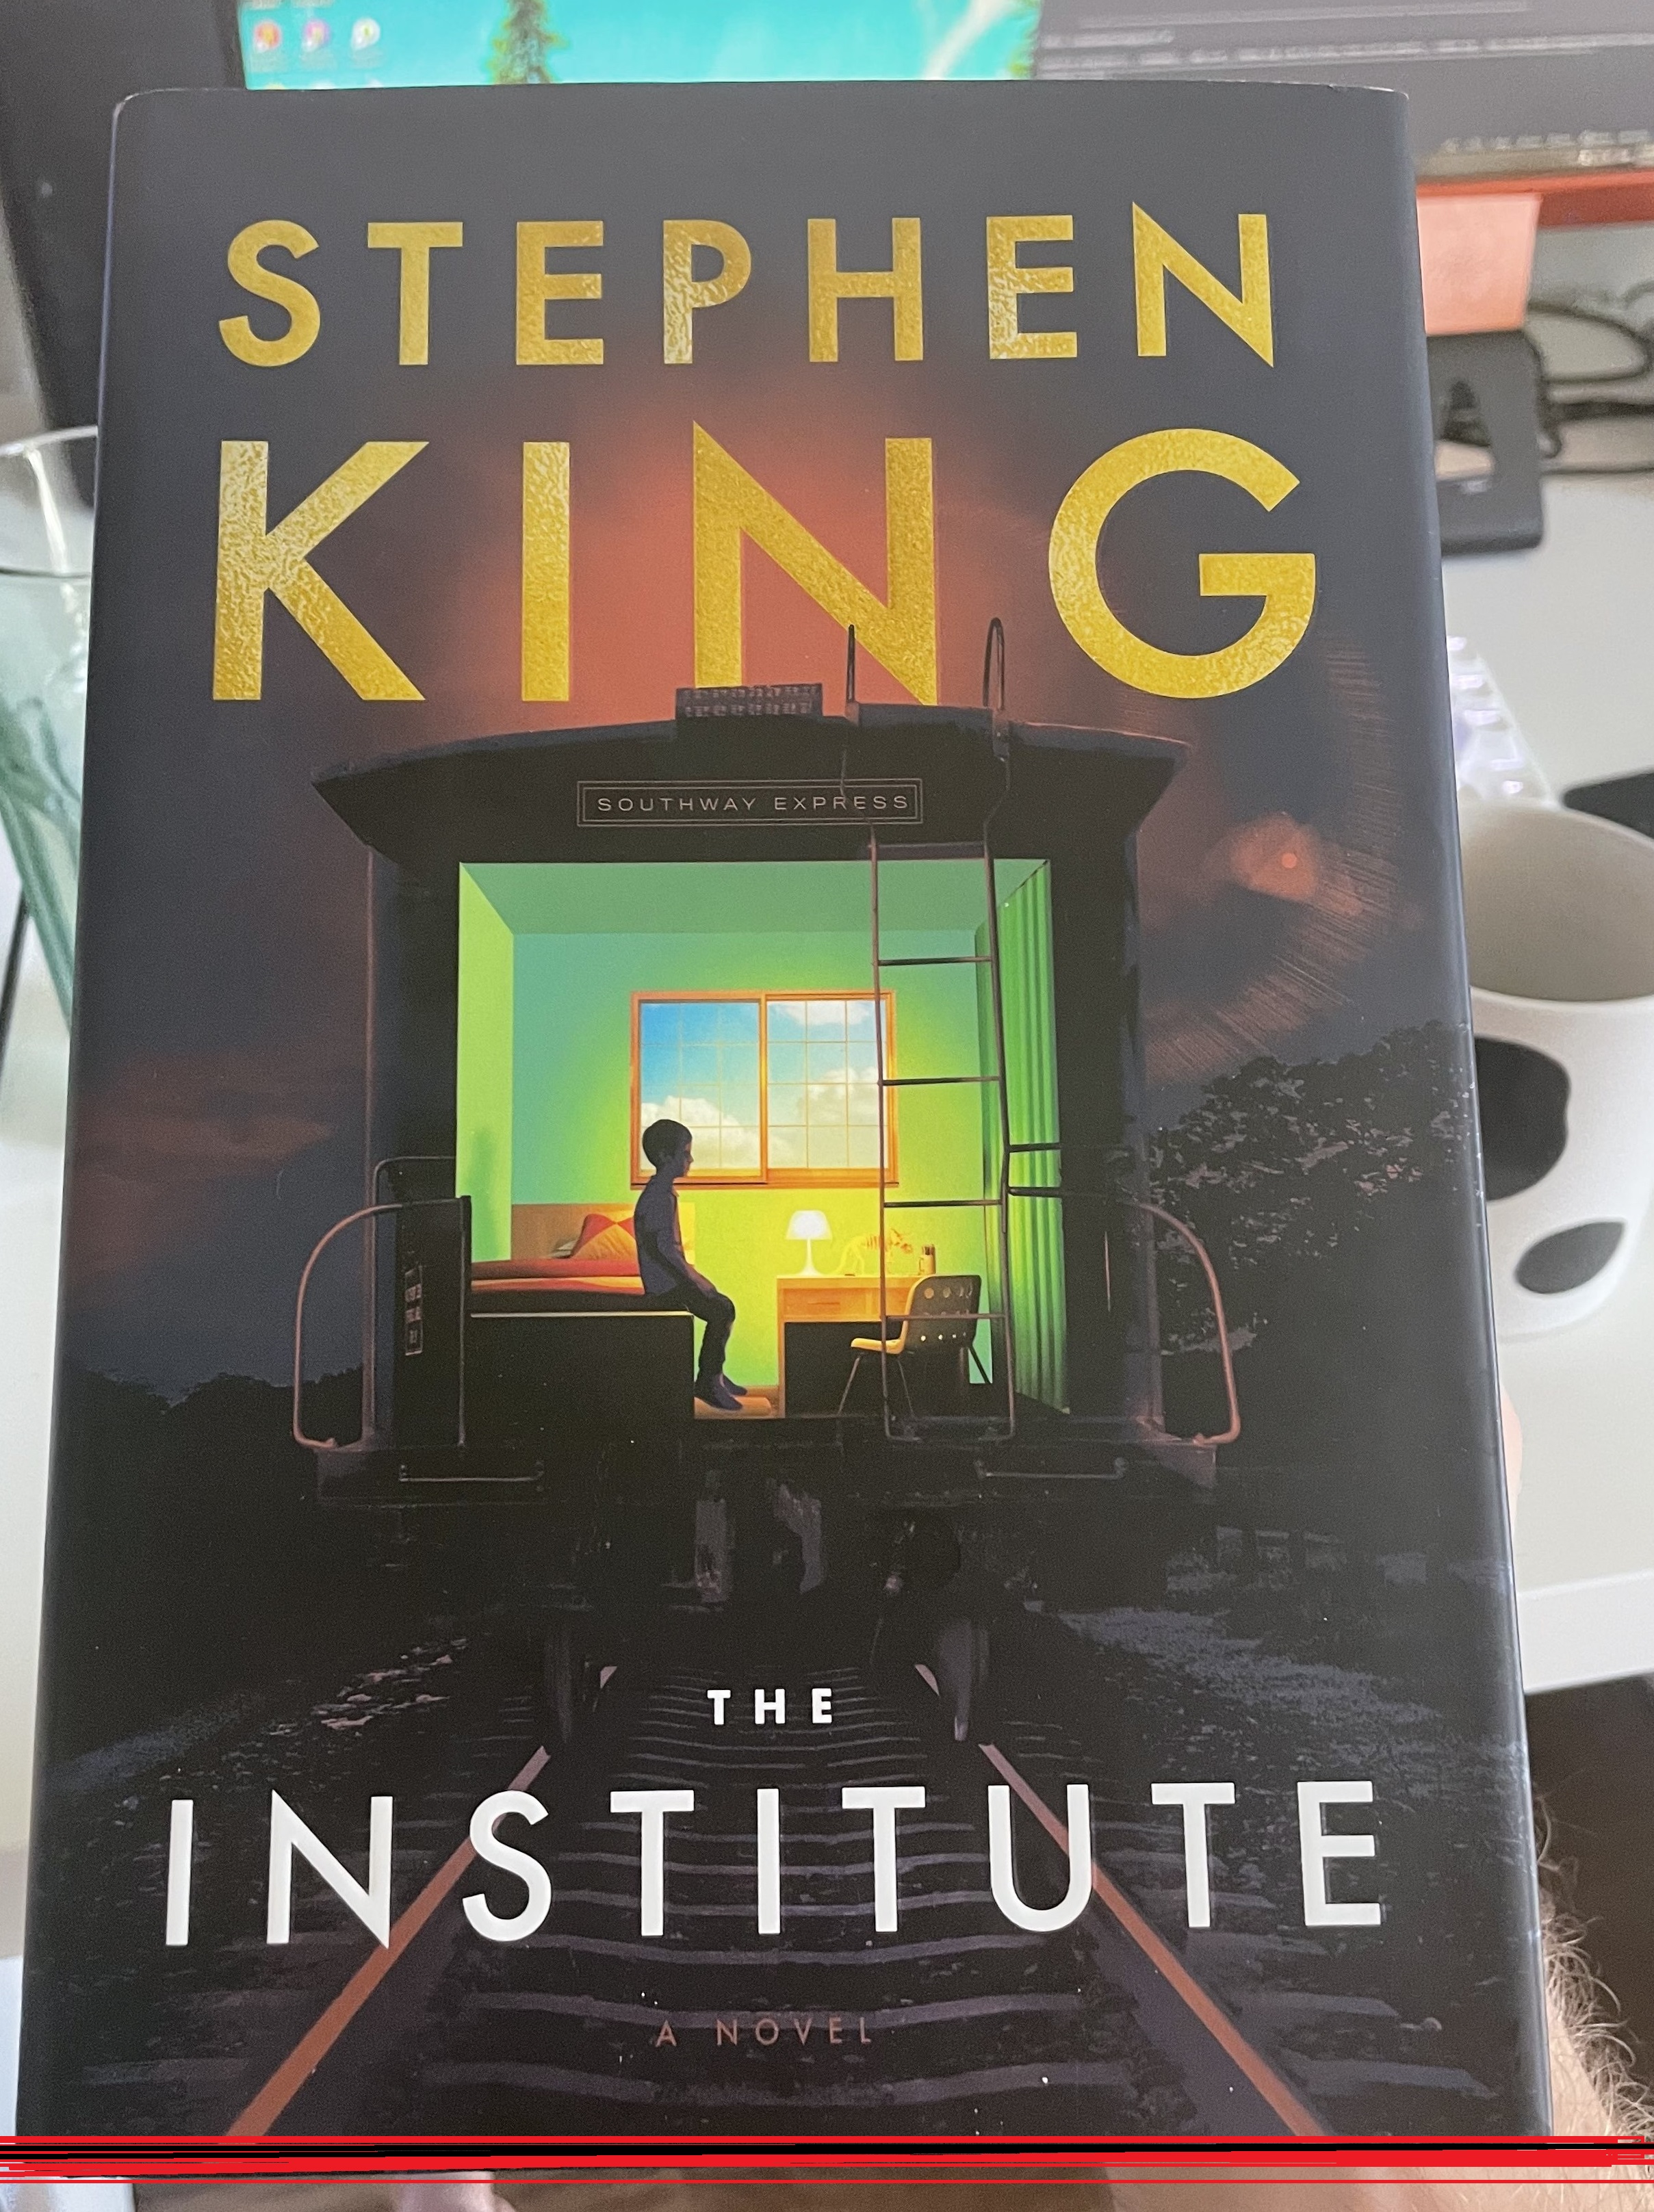 STEPHEN
KING
SOUTHWAY EXPRESS
THE
INSTITUTE
A NOVEL